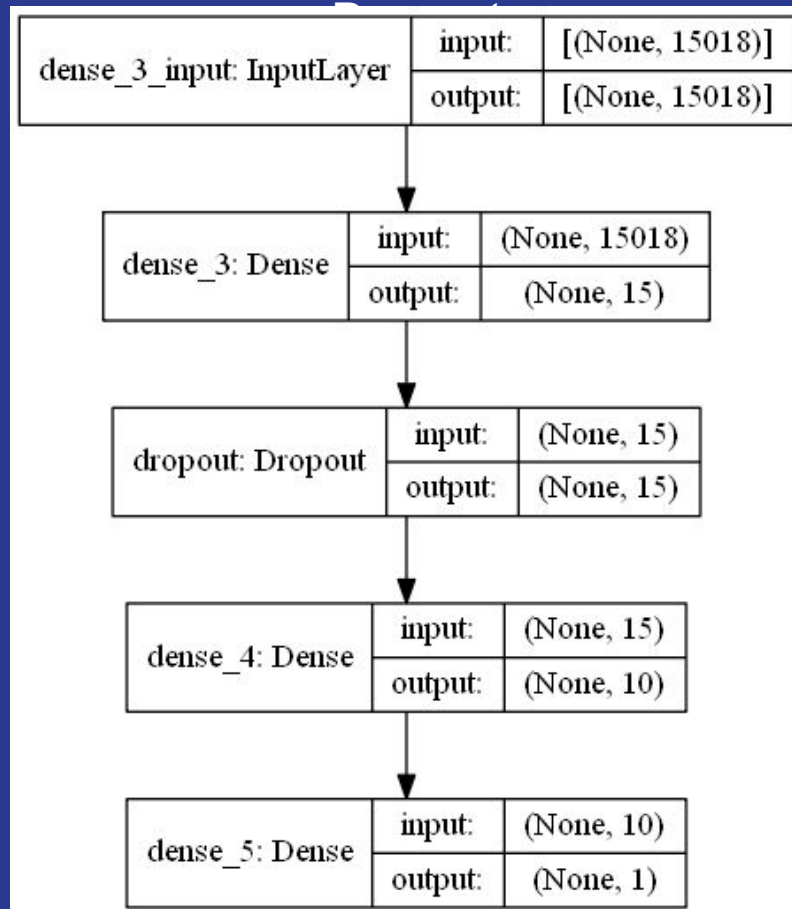 dense_3_input: InputLayer
input: [(None, 15018)]
output: [(None, 15018)]
dense_3: Dense
input: (None, 15018)
output: (None, 15)
dropout: Dropout
input: (None, 15)
output: (None, 15)
dense_4: Dense
input: (None, 15)
output: (None, 10)
dense_5: Dense
input: (None, 10)
output: (None, 1)